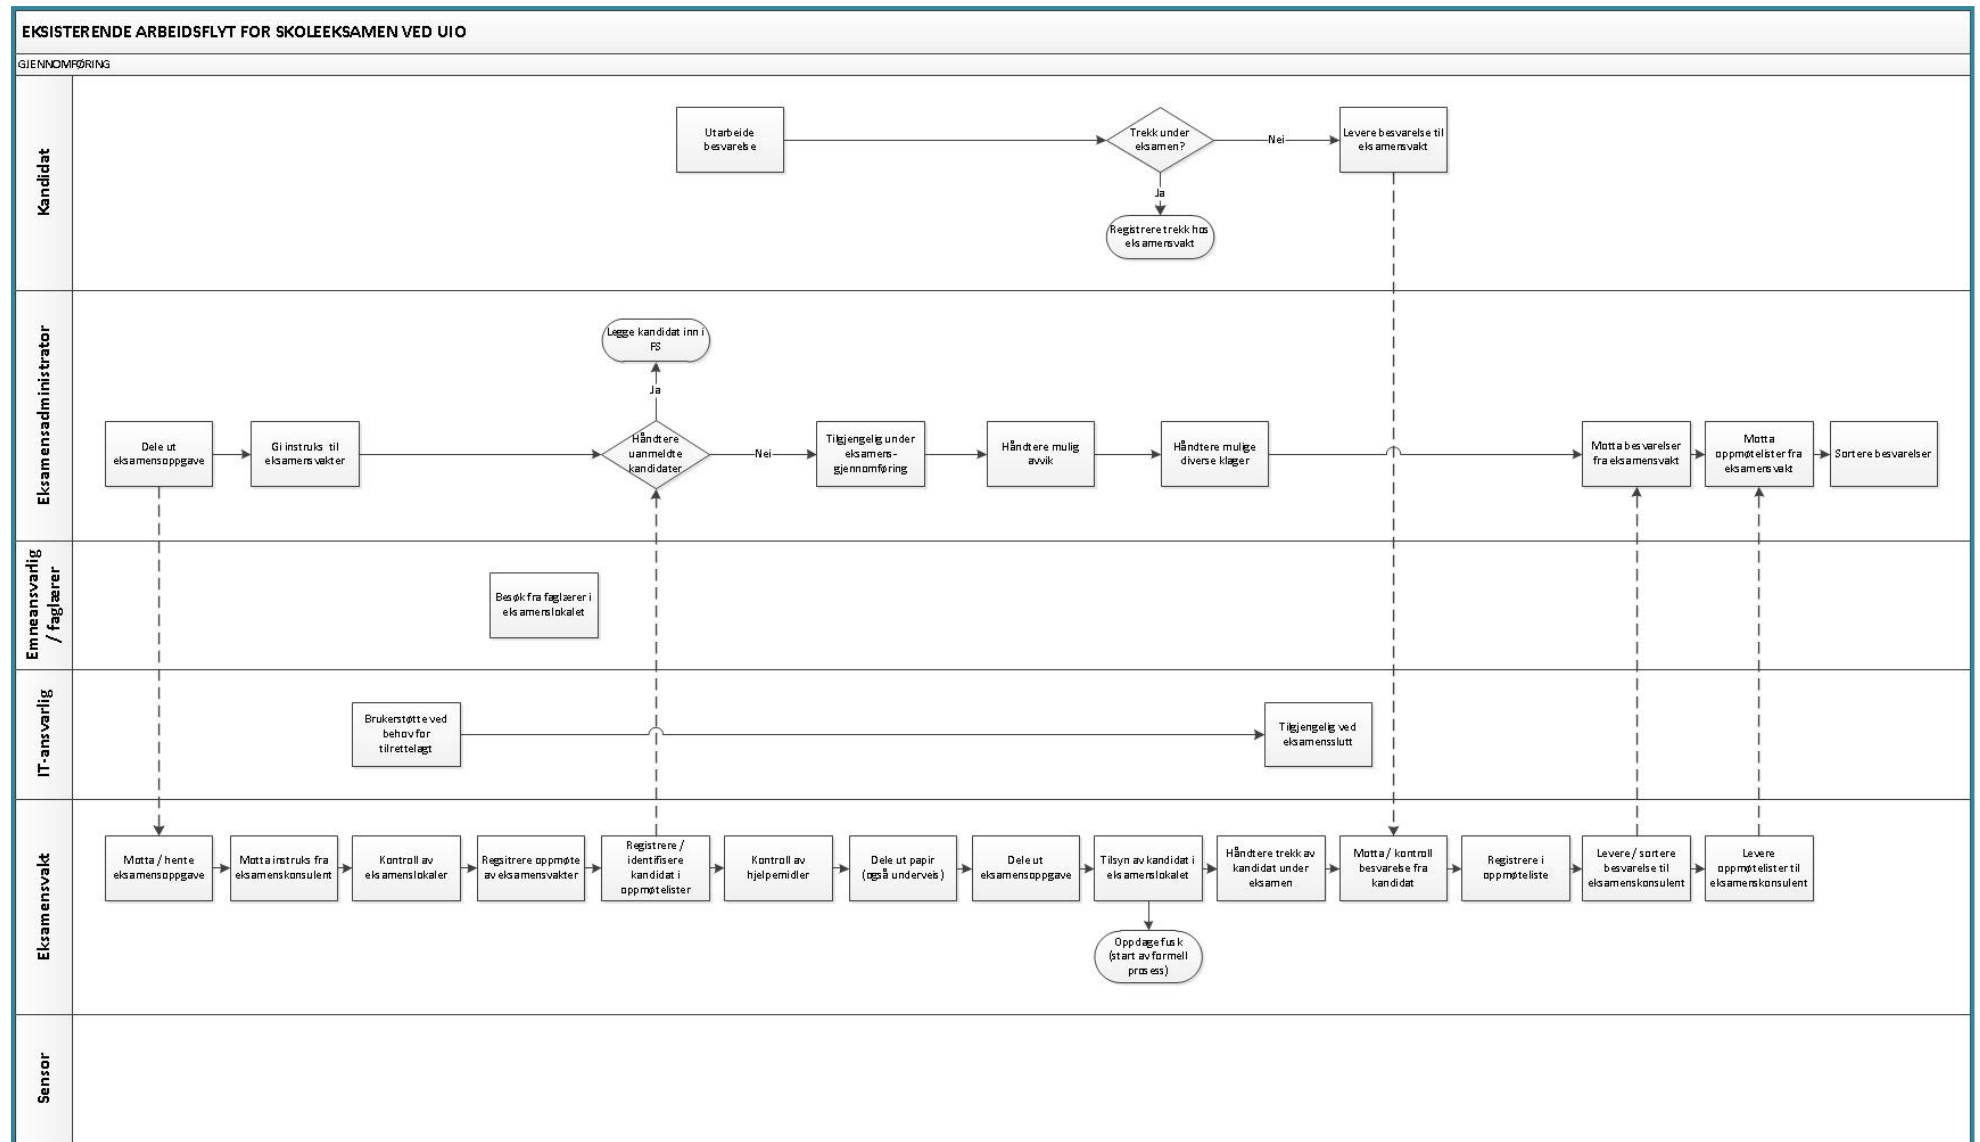 EKSISTERENDE ARBEIDSFLYT FOR SKOLEEKSAMEN VED UIO
GJENNOMFØRING
Kandidat
Utarbeide
besvarelse
Trekk under
eksamen?
Nei
Levere besvarelse til
eksamensvakt
Ja
Registrere trekk hos
eksamensvakt
Eksamensadministrator
Legge kandidat inn i
FS
Ja
Dele ut
eksamensoppgave
Gi instruks til
eksamensvakter
Håndtere
uanmeldte
kandidater
Nei
Tilgjengelig under
eksamens-
gjennomføring
Håndtere mulig
avvik
Håndtere mulige
diverse klager
Motta besvarelser
fra eksamensvakt
Motta
oppmøtelister fra
eksamensvakt
Sortere besvarelser
Emneansvarlig
/ faglærer
Besøk fra faglærer i
eksamenslokalet
IT-ansvarlig
Brukerstøtte ved
behov for
tilrettelagt
Tilgjengelig ved
eksamensslutt
Eksamensvakt
Motta / hente
eksamensoppgave
Motta instruks fra
eksamenskonsulent
Kontroll av
eksamenslokaler
Regsitrere oppmøte
av eksamensvakter
Registrere /
identifisere
kandidat i
oppmøtelister
Kontroll av
hjelpemidler
Dele ut papir
(også underveis)
Dele ut
eksamensoppgave
Tilsyn av kandidat i
eksamenslokalet
Håndtere trekk av
kandidat under
eksamen
Motta / kontroll
besvarelse fra
kandidat
Registrere i
oppmøteliste
Levere / sortere
besvarelse til
eksamenskonsulent
Levere
oppmøtelister til
eksamenskonsulent
Oppdage fusk
(start av formell
prosess)
Sensor